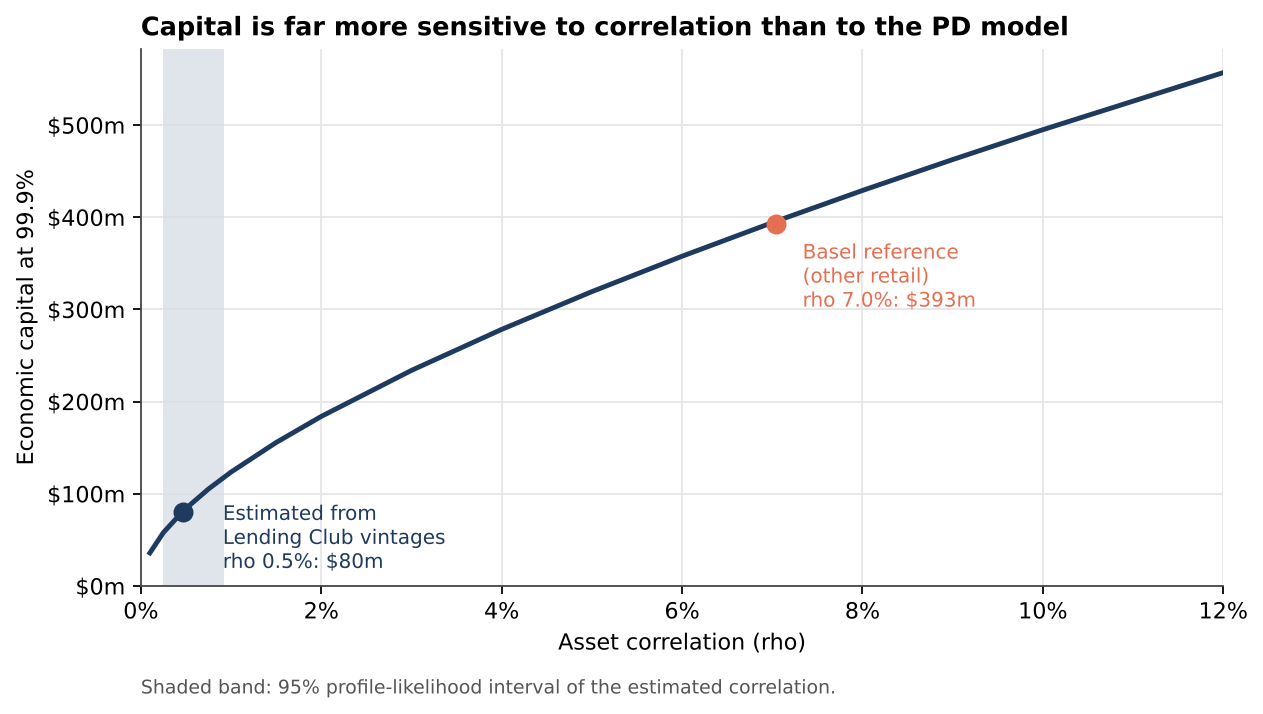 Capital is far more sensitive to correlation than to the PD model
Economic capital at 99.9%
$500m
$400m
$300m
$200m
$100m
$0m
Basel reference
(other retail)
rho 7.0%: $393m
Estimated from
Lending Club vintages
rho 0.5%: $80m
0% 2% 4% 6% 8% 10% 12%
Asset correlation (rho)
Shaded band: 95% profile-likelihood interval of the estimated correlation.